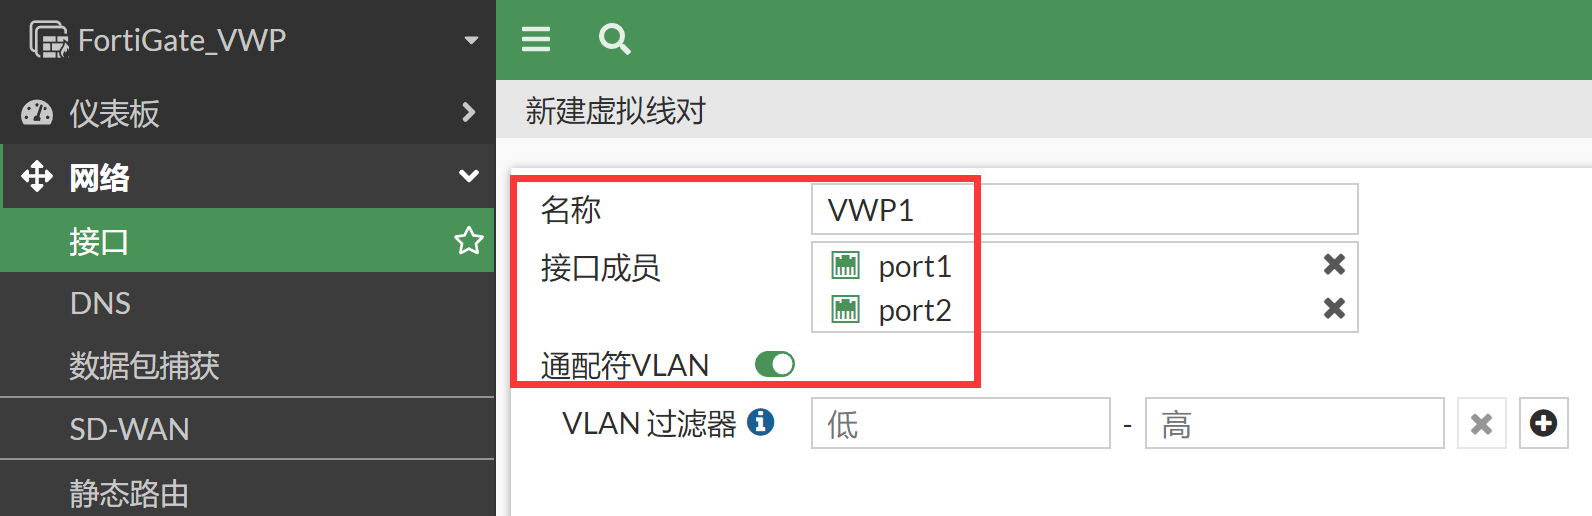 FortiGate_VWP
仪表板
网络
接口
DNS
数据包捕获
SD-WAN
静态路由
新建虚拟线对
名称 VWP1
接口成员 port1
port2
通配符VLAN
VLAN 过滤器 低 - 高